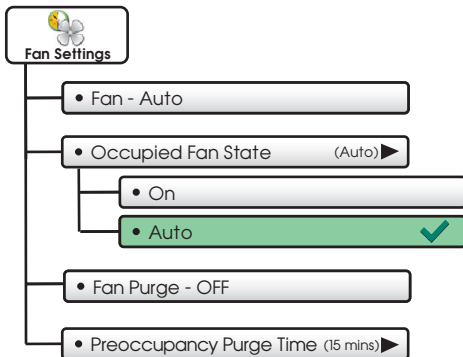 Fan Settings
• Fan - Auto
• Occupied Fan State (Auto)
• On
• Auto
• Fan Purge - OFF
• Preoccupancy Purge Time (15 mins)